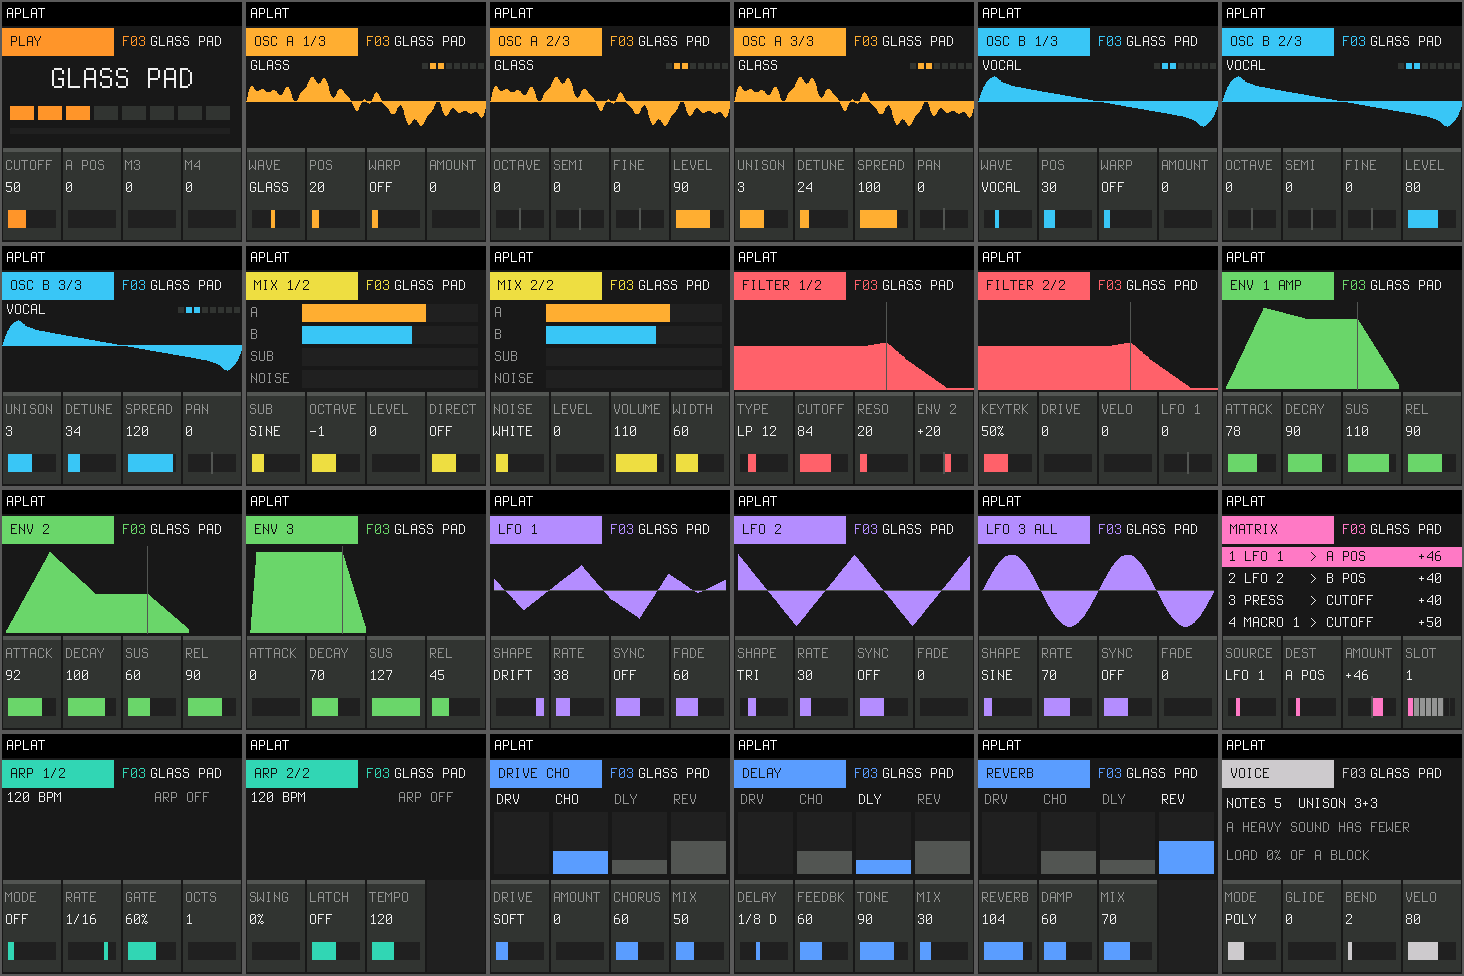 APLAT
PLAY F03 GLASS PAD
GLASS PAD
CUTOFF A POS M3 M4
50 0 0 0
APLAT
OSC A 1/3 F03 GLASS PAD
GLASS
WAVE POS WARP AMOUNT
GLASS 20 OFF 0
APLAT
OSC A 2/3 F03 GLASS PAD
GLASS
OCTAVE SEMI FINE LEVEL
0 0 0 90
APLAT
OSC A 3/3 F03 GLASS PAD
GLASS
UNISON DETUNE SPREAD PAN
3 24 100 0
APLAT
OSC B 1/3 F03 GLASS PAD
VOCAL
WAVE POS WARP AMOUNT
VOCAL 30 OFF 0
APLAT
OSC B 2/3 F03 GLASS PAD
VOCAL
OCTAVE SEMI FINE LEVEL
0 0 0 80
APLAT
OSC B 3/3 F03 GLASS PAD
VOCAL
UNISON DETUNE SPREAD PAN
3 34 120 0
APLAT
MIX 1/2 F03 GLASS PAD
A
B
SUB
NOISE
SUB OCTAVE LEVEL DIRECT
SINE -1 0 OFF
APLAT
MIX 2/2 F03 GLASS PAD
A
B
SUB
NOISE
NOISE LEVEL VOLUME WIDTH
WHITE 0 110 60
APLAT
FILTER 1/2 F03 GLASS PAD
TYPE CUTOFF RESO ENV 2
LP 12 84 20 +20
APLAT
FILTER 2/2 F03 GLASS PAD
KEYTRK DRIVE VELO LFO 1
50% 0 0 0
APLAT
ENV 1 AMP F03 GLASS PAD
ATTACK DECAY SUS REL
78 90 110 90
APLAT
ENV 2 F03 GLASS PAD
ATTACK DECAY SUS REL
92 100 60 90
APLAT
ENV 3 F03 GLASS PAD
ATTACK DECAY SUS REL
0 70 127 45
APLAT
LFO 1 F03 GLASS PAD
SHAPE RATE SYNC FADE
DRIFT 38 OFF 60
APLAT
LFO 2 F03 GLASS PAD
SHAPE RATE SYNC FADE
TRI 30 OFF 0
APLAT
LFO 3 ALL F03 GLASS PAD
SHAPE RATE SYNC FADE
SINE 70 OFF 0
APLAT
MATRIX F03 GLASS PAD
1 LFO 1 > A POS +46
2 LFO 2 > B POS +40
3 PRESS > CUTOFF +40
4 MACRO 1 > CUTOFF +50
SOURCE DEST AMOUNT SLOT
LFO 1 A POS +46 1
APLAT
ARP 1/2 F03 GLASS PAD
120 BPM ARP OFF
MODE RATE GATE OCTS
OFF 1/16 60% 1
APLAT
ARP 2/2 F03 GLASS PAD
120 BPM ARP OFF
SWING LATCH TEMPO
0% OFF 120
APLAT
DRIVE CHO F03 GLASS PAD
DRV CHO DLY REV
DRIVE AMOUNT CHORUS MIX
SOFT 0 60 50
APLAT
DELAY F03 GLASS PAD
DRV CHO DLY REV
DELAY FEEDBK TONE MIX
1/8 D 60 90 30
APLAT
REVERB F03 GLASS PAD
DRV CHO DLY REV
REVERB DAMP MIX
104 60 70
APLAT
VOICE F03 GLASS PAD
NOTES 5 UNISON 3+3
A HEAVY SOUND HAS FEWER
LOAD 0% OF A BLOCK
MODE GLIDE BEND VELO
POLY 0 2 80